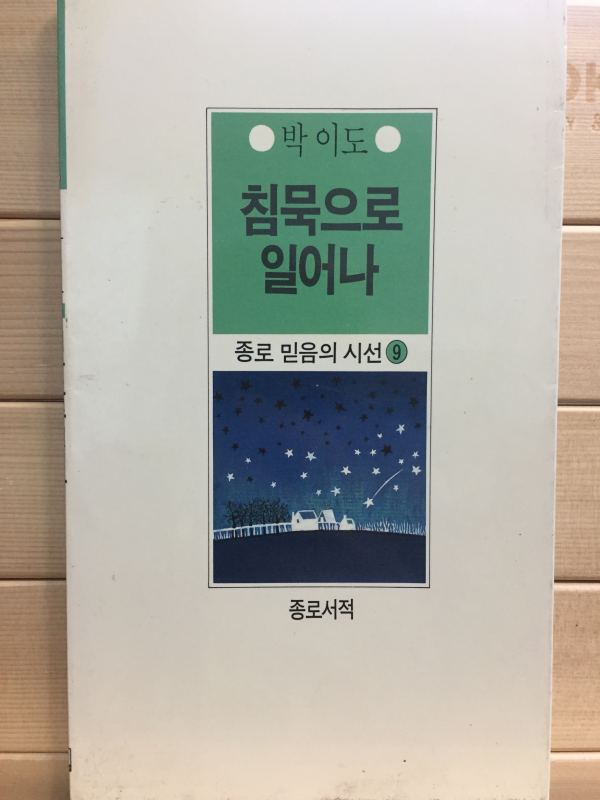 박 이도
침묵으로
일어나
종로 믿음의 시선 9
종로서적